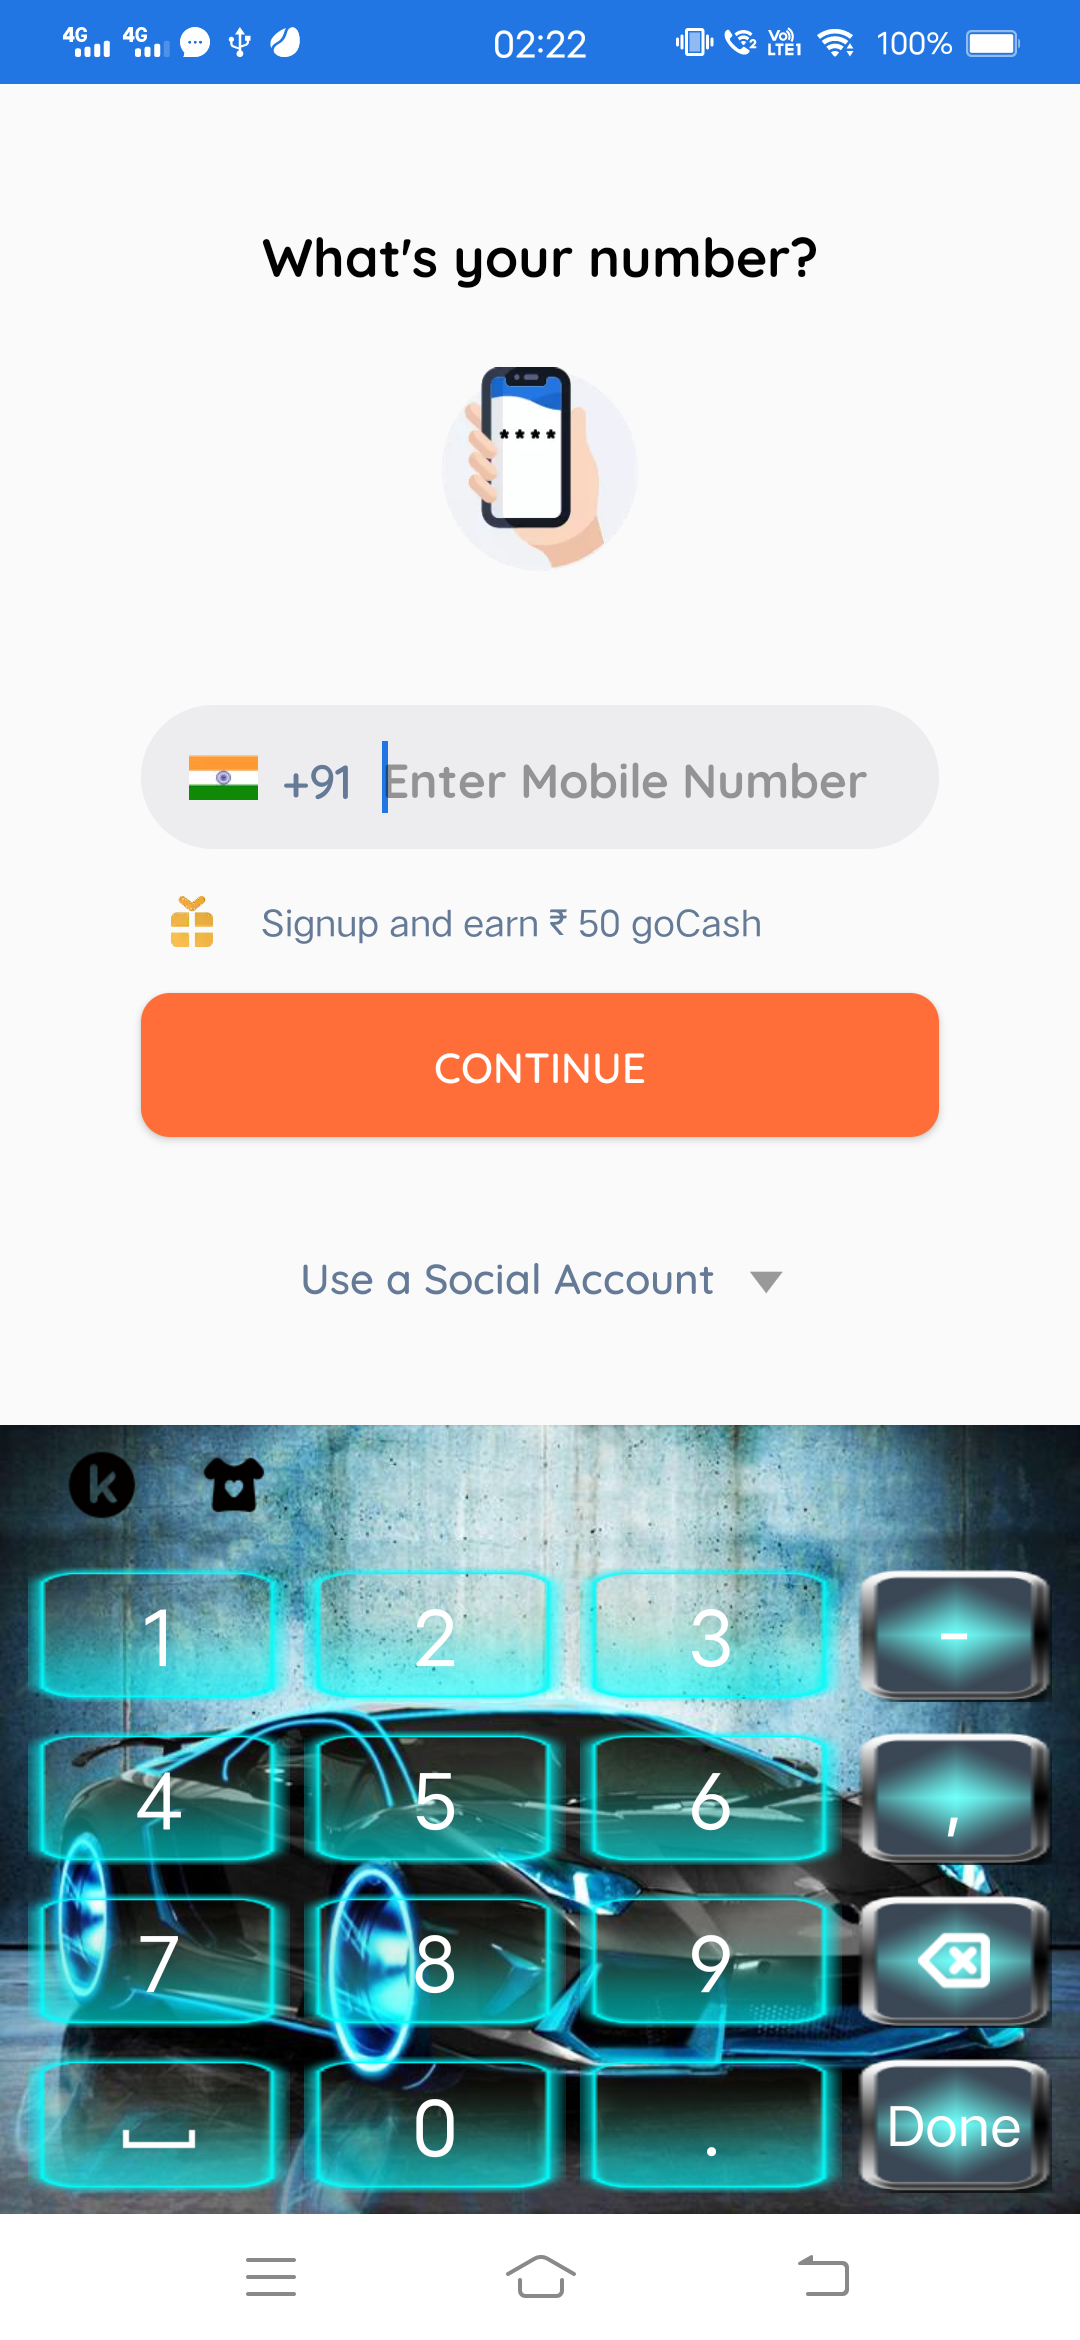 4G 4G 02:22 2 Vo)) LTE1 100%
What's your number?
****
+91 Enter Mobile Number
Signup and earn ₹ 50 goCash
CONTINUE
Use a Social Account
k
1 2 3 -
4 5 6 ,
7 8 9
0 . Done